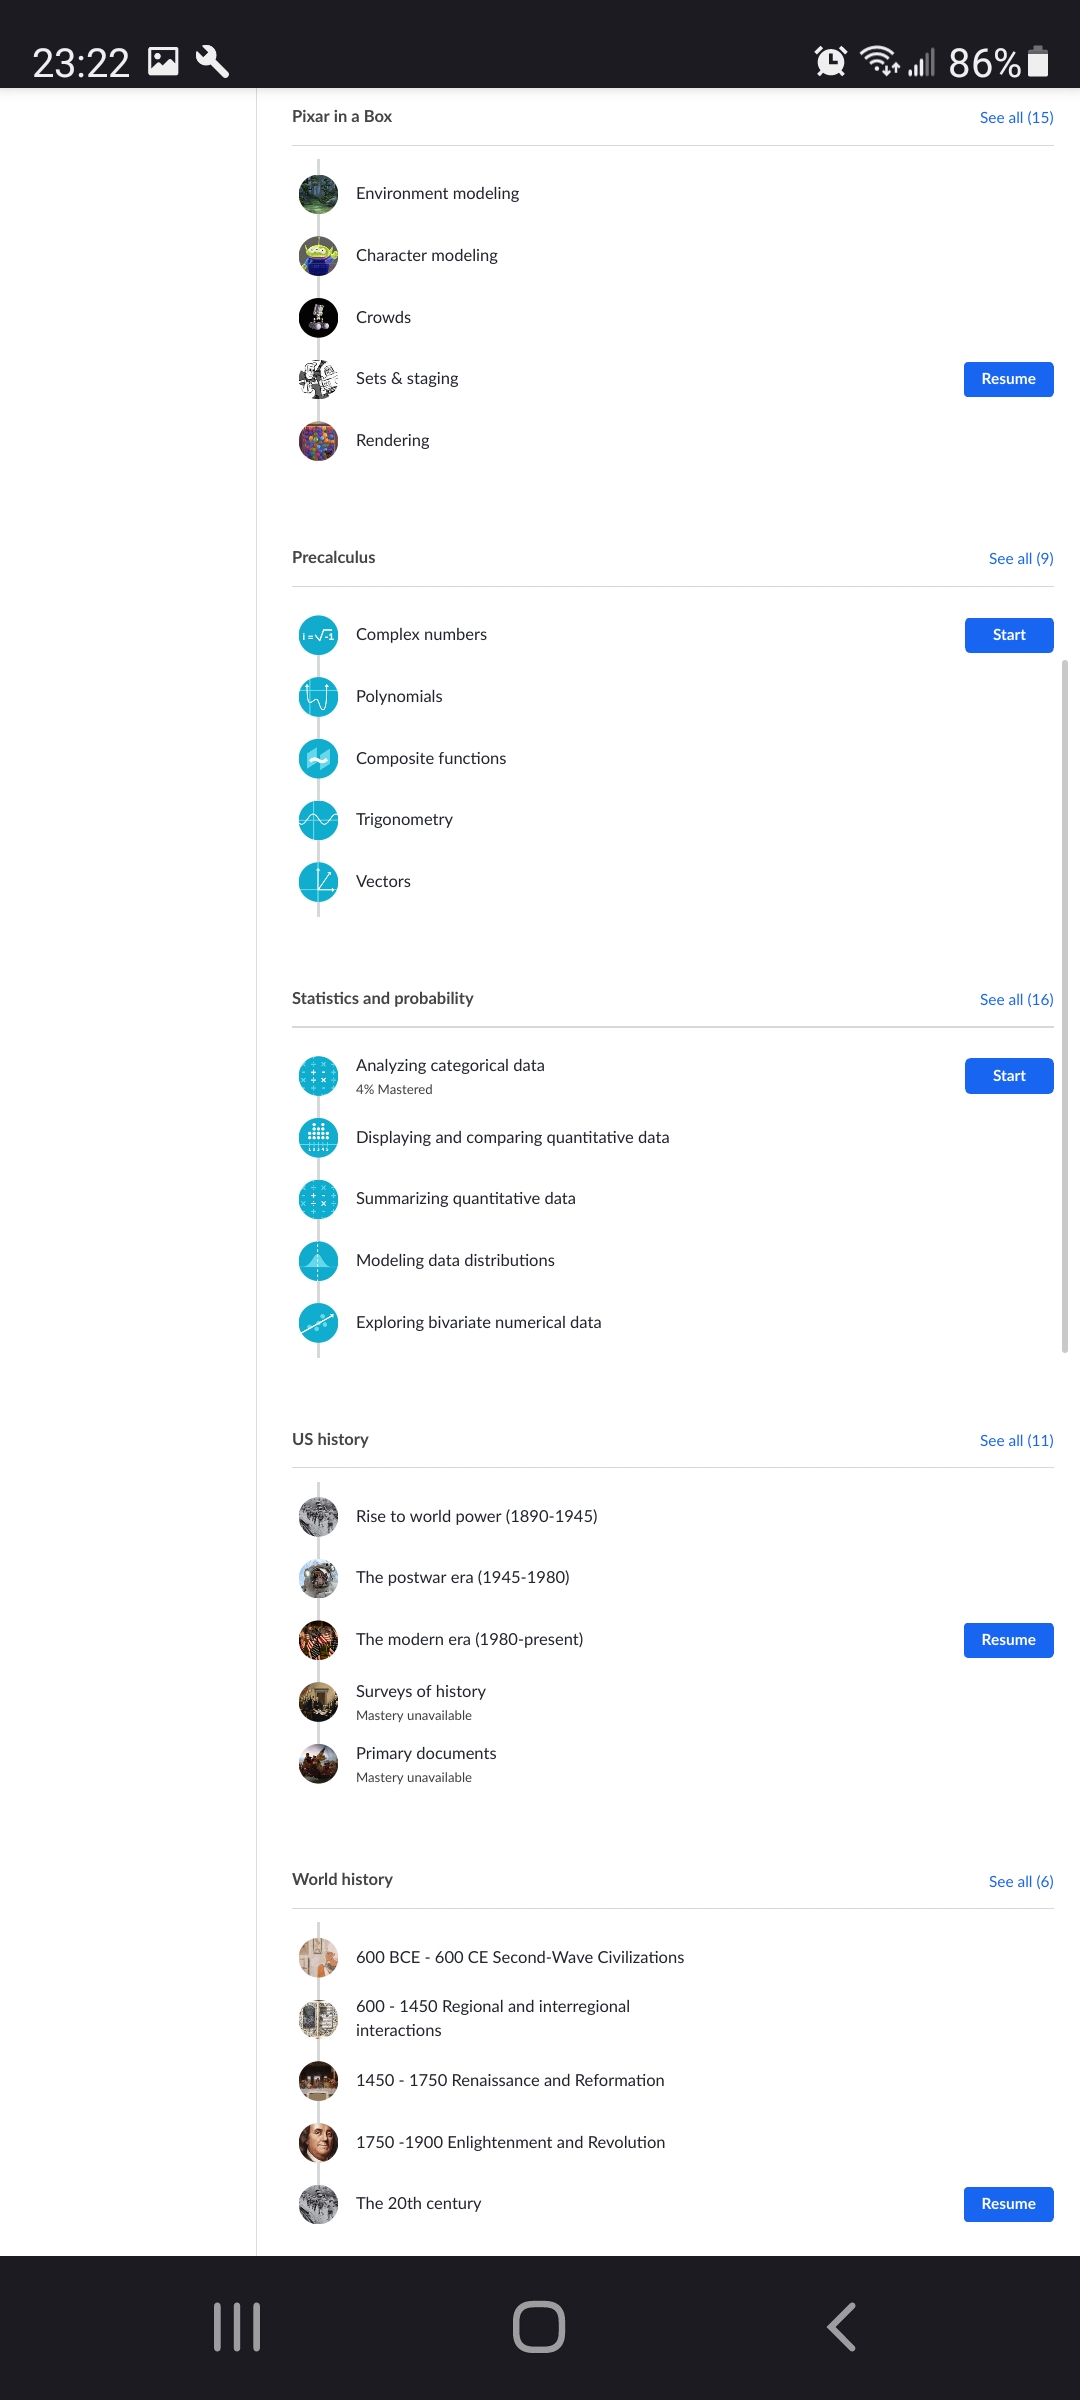 23:22
86%
Pixar in a Box
See all (15)
Environment modeling
Character modeling
Crowds
Sets & staging
Resume
Rendering
Precalculus
See all (9)
i = √-1
Complex numbers
Start
Polynomials
Composite functions
Trigonometry
Vectors
Statistics and probability
See all (16)
Analyzing categorical data
4% Mastered
Start
Displaying and comparing quantitative data
Summarizing quantitative data
Modeling data distributions
Exploring bivariate numerical data
US history
See all (11)
Rise to world power (1890-1945)
The postwar era (1945-1980)
The modern era (1980-present)
Resume
Surveys of history
Mastery unavailable
Primary documents
Mastery unavailable
World history
See all (6)
600 BCE - 600 CE Second-Wave Civilizations
600 - 1450 Regional and interregional
interactions
1450 - 1750 Renaissance and Reformation
1750 -1900 Enlightenment and Revolution
The 20th century
Resume